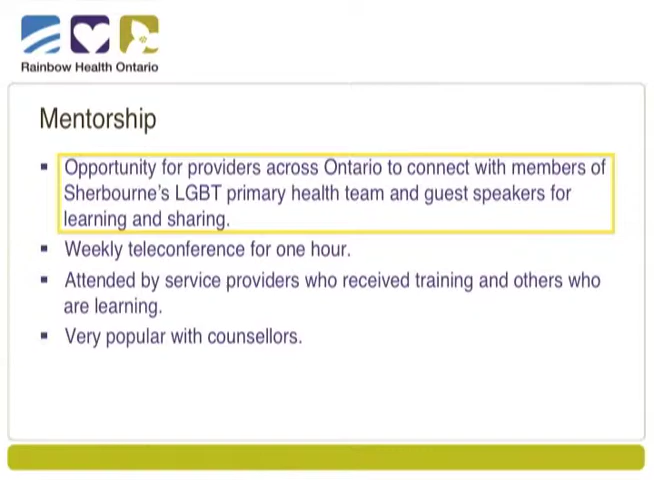 Rainbow Health Ontario
Mentorship
▪ Opportunity for providers across Ontario to connect with members of
Sherbourne's LGBT primary health team and guest speakers for
learning and sharing.
▪ Weekly teleconference for one hour.
▪ Attended by service providers who received training and others who
are learning.
▪ Very popular with counsellors.